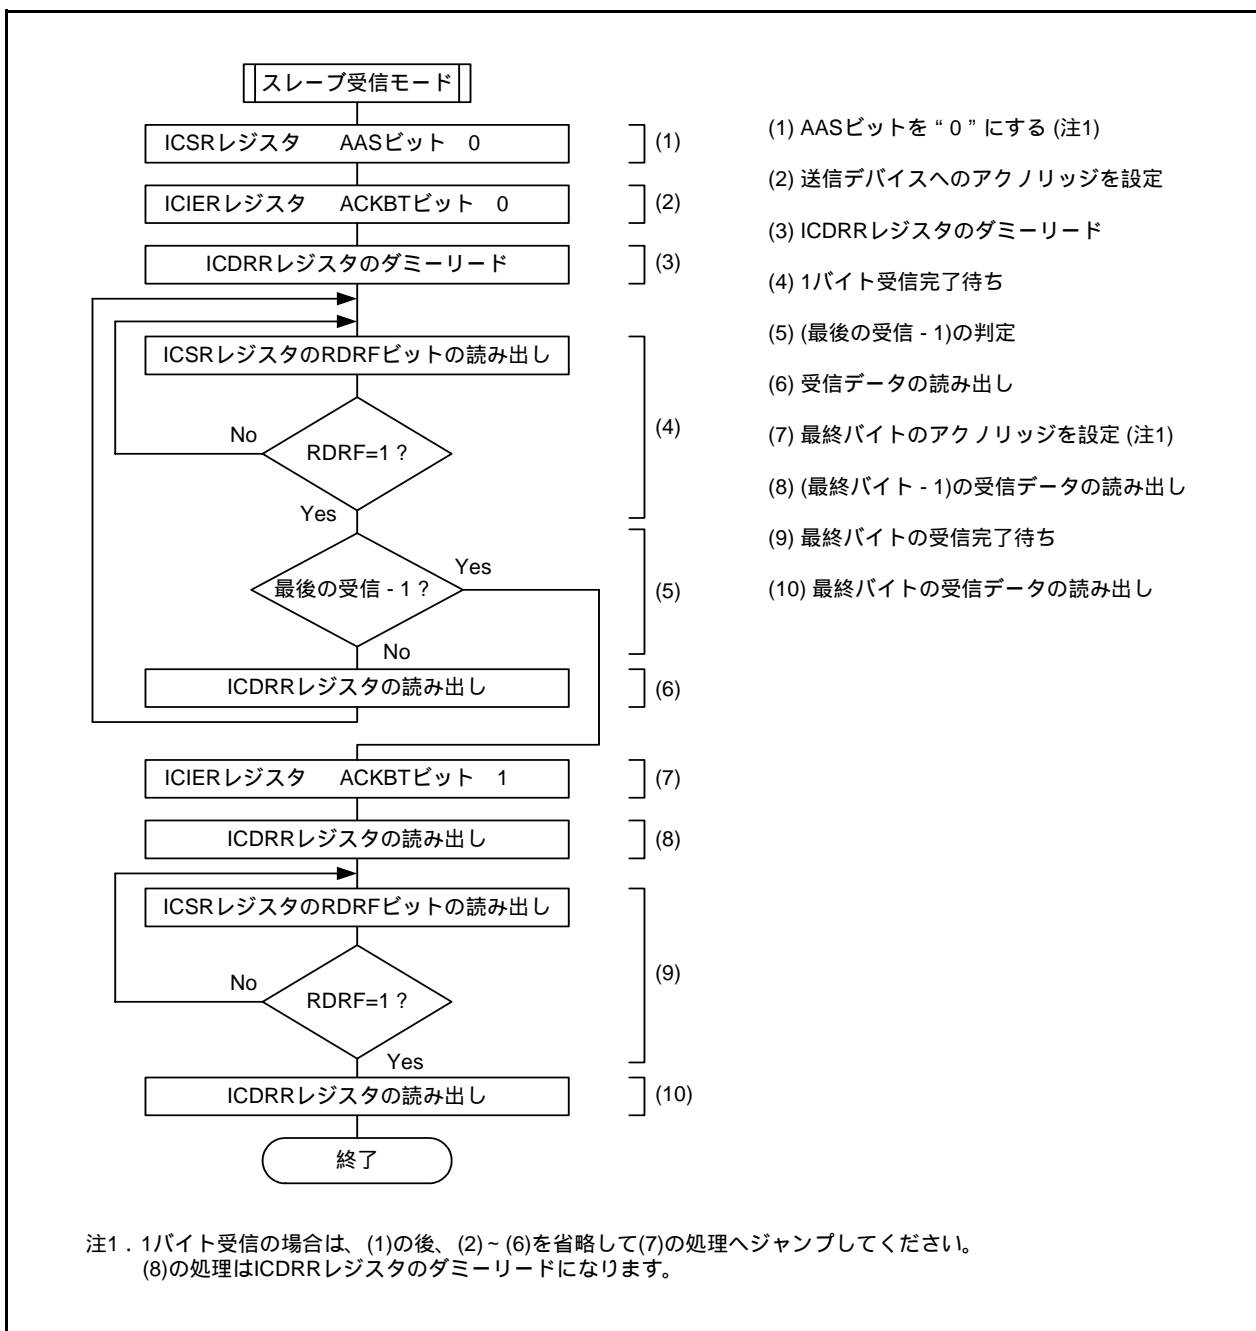 スレーブ受信モード
ICSRレジスタ AASビット 0
(1)
ICIERレジスタ ACKBTビット 0
(2)
ICDRRレジスタのダミーリード
(3)
ICSRレジスタのRDRFビットの読み出し
No
RDRF=1 ?
(4)
Yes
最後の受信 - 1 ?
Yes
(5)
No
ICDRRレジスタの読み出し
(6)
ICIERレジスタ ACKBTビット 1
(7)
ICDRRレジスタの読み出し
(8)
ICSRレジスタのRDRFビットの読み出し
No
RDRF=1 ?
(9)
Yes
ICDRRレジスタの読み出し
(10)
終了
(1) AASビットを “ 0 ” にする (注1)
(2) 送信デバイスへのアクノリッジを設定
(3) ICDRRレジスタのダミーリード
(4) 1バイト受信完了待ち
(5) (最後の受信 - 1)の判定
(6) 受信データの読み出し
(7) 最終バイトのアクノリッジを設定 (注1)
(8) (最終バイト - 1)の受信データの読み出し
(9) 最終バイトの受信完了待ち
(10) 最終バイトの受信データの読み出し
注1．1バイト受信の場合は、(1)の後、(2) ~ (6)を省略して(7)の処理へジャンプしてください。
(8)の処理はICDRRレジスタのダミーリードになります。